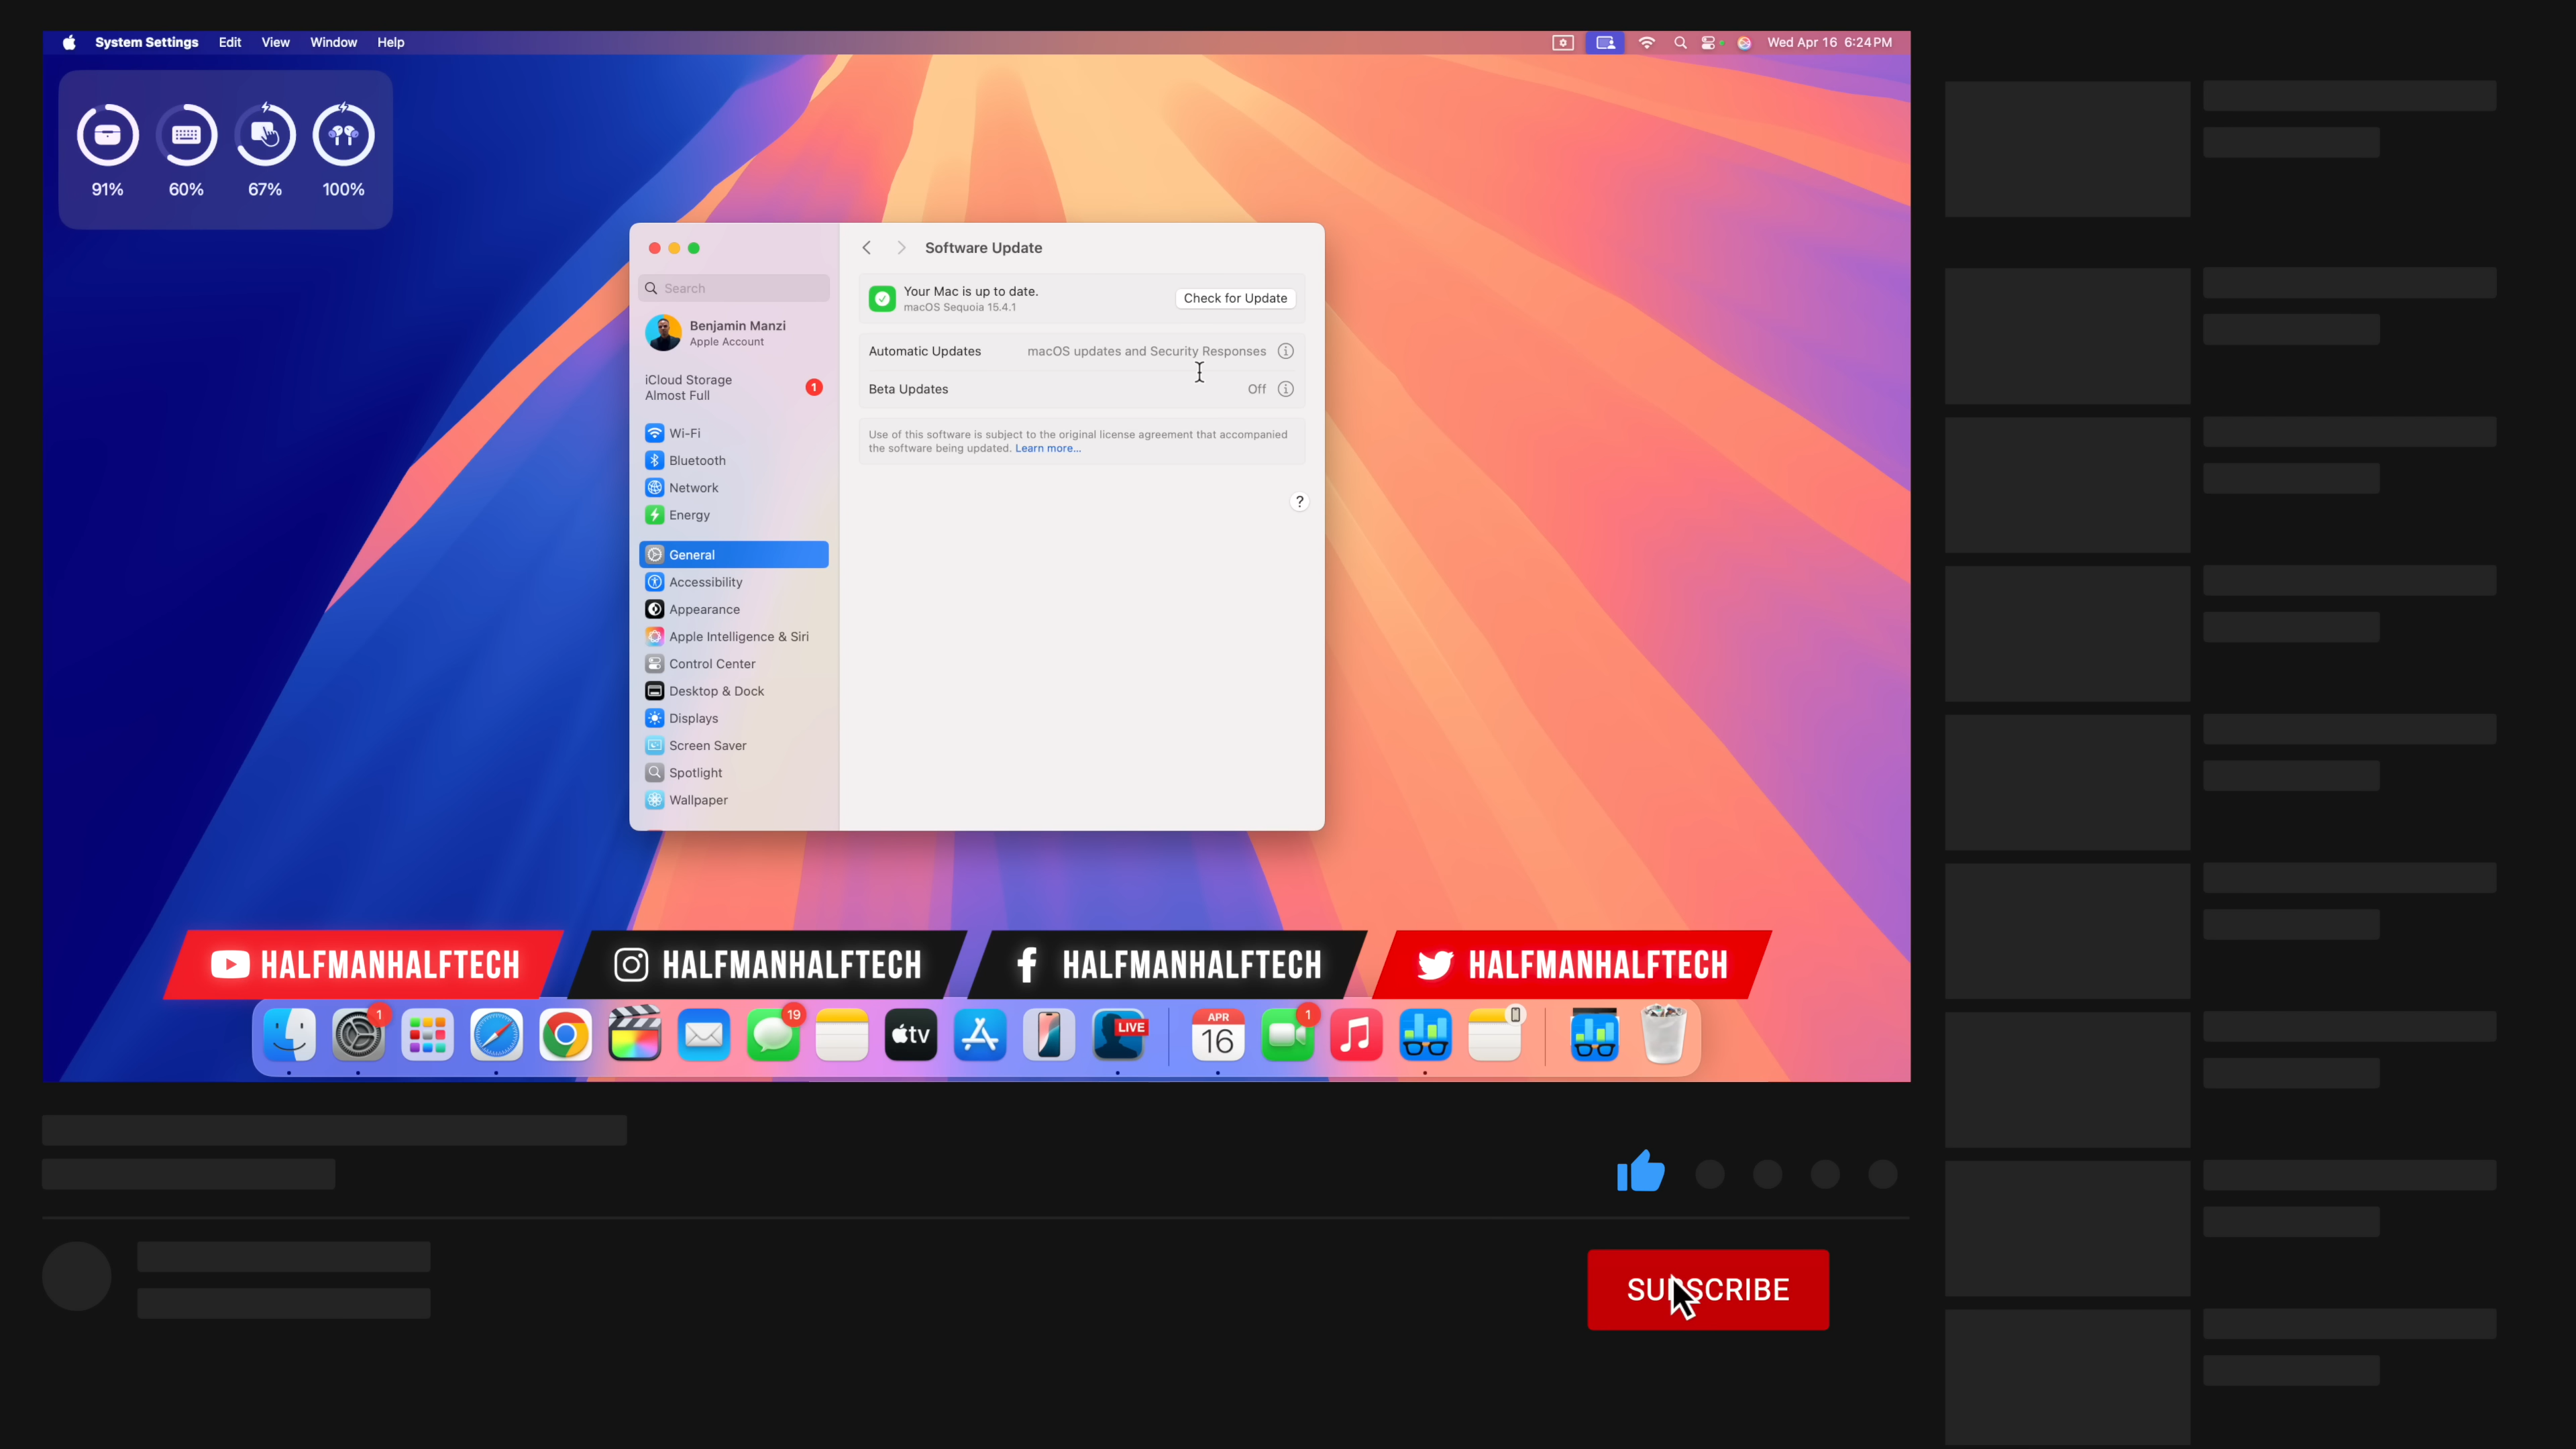 System Settings Edit View Window Help
Wed Apr 16 6:24 PM
91% 60% 67% 100%
Software Update
Search
Your Mac is up to date.
macOS Sequoia 15.4.1
Check for Update
Benjamin Manzi
Apple Account
Automatic Updates macOS updates and Security Responses
iCloud Storage
Almost Full
1
Beta Updates Off
Use of this software is subject to the original license agreement that accompanied
the software being updated. Learn more...
?
Wi-Fi
Bluetooth
Network
Energy
General
Accessibility
Appearance
Apple Intelligence & Siri
Control Center
Desktop & Dock
Displays
Screen Saver
Spotlight
Wallpaper
HALFMANHALFTECH HALFMANHALFTECH HALFMANHALFTECH HALFMANHALFTECH
1 19 tv LIVE APR 16 1
SUBSCRIBE